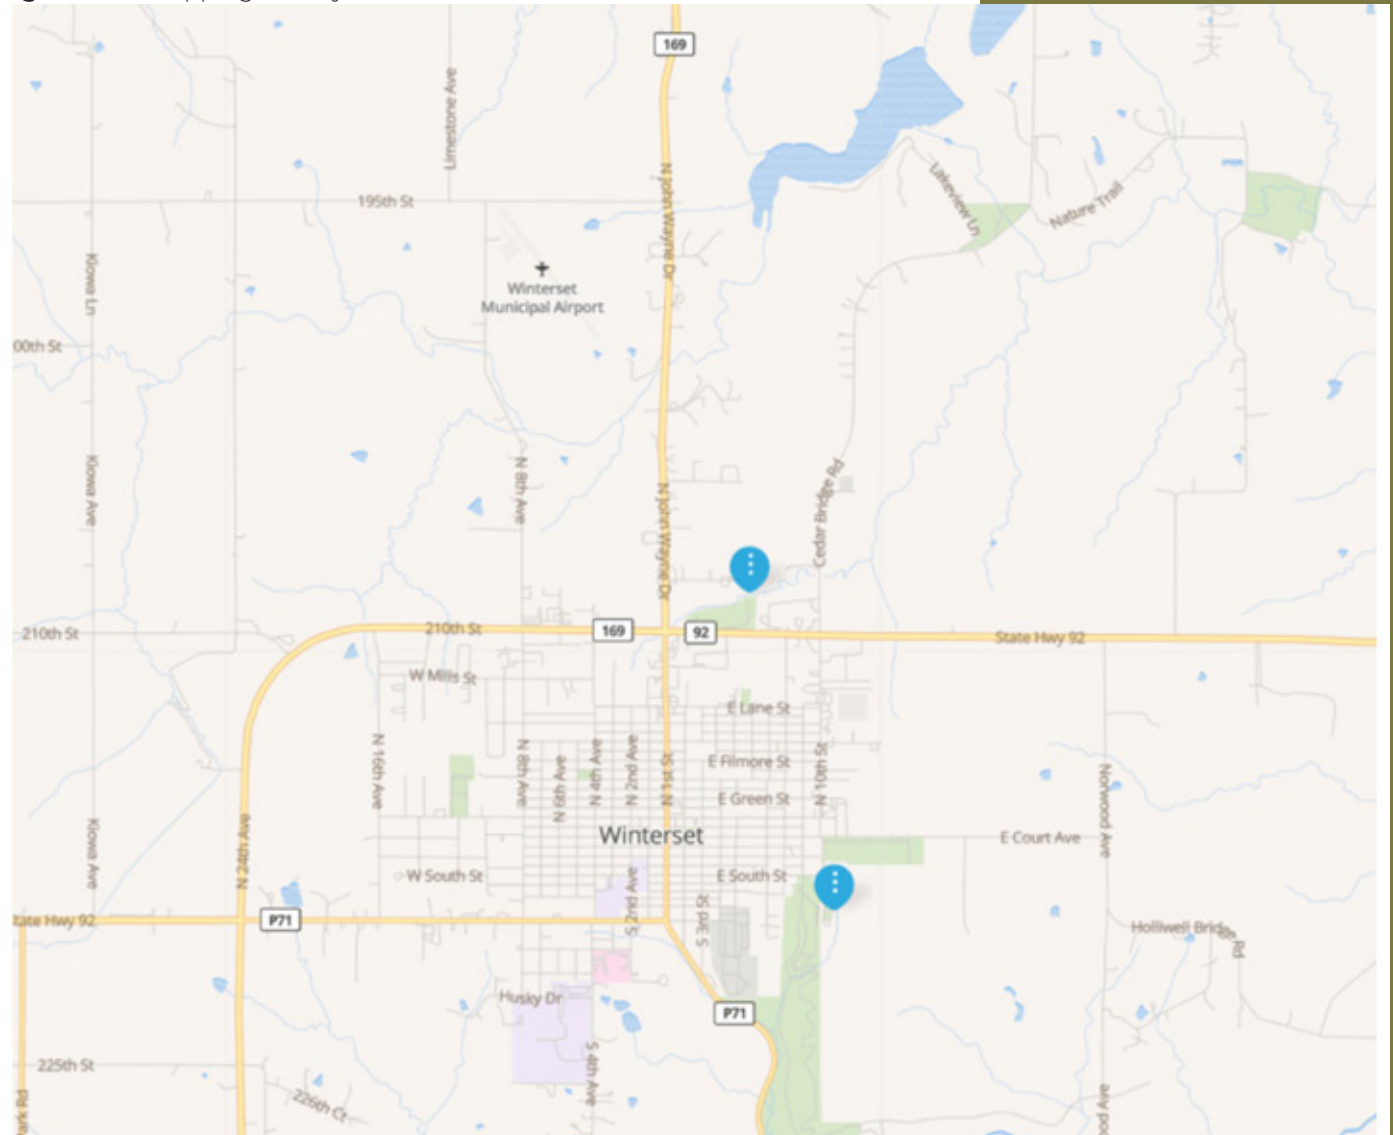 169
Limestone Ave
N John Wayne Dr
Lakeview Ln
Nature Trail
195th St
Kiowa Ln
Winterset
Municipal Airport
00th St
Kiowa Ave
N 8th Ave
N John Wayne Dr
Cedar Bridge Rd
210th St
210th St
169
92
State Hwy 92
W Mills St
E Lane St
N 16th Ave
N 8th Ave
N 6th Ave
N 4th Ave
N 2nd Ave
N 1st St
E Filmore St
N 10th St
E Green St
Norwood Ave
Winterset
E Court Ave
Kiowa Ave
N 24th Ave
W South St
E South St
S 2nd Ave
S 3rd St
tate Hwy 92
P71
Holliwell Bridge Rd
Husky Dr
P71
S 4th Ave
225th St
226th Ct
ark Rd
od Ave